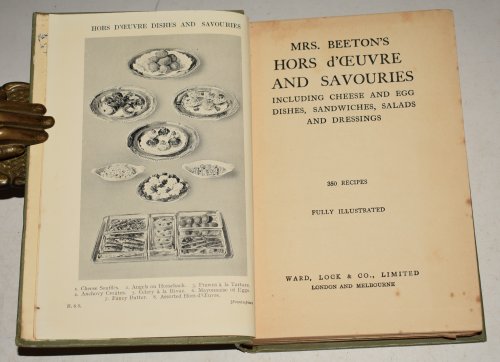 HORS D'ŒUVRE DISHES AND SAVOURIES
1. Cheese Soufflés. 2. Angels on Horseback. 3. Prawns à la Tartare.
4. Anchovy Croûtes. 5. Celery à la 6. Mayonnaise of Eggs.
7. Fancy Butter. 8. Assorted Hors-d'Œuvre.
H. & S.
[Frontispiece
MRS. BEETON'S
HORS d'ŒUVRE
AND SAVOURIES
INCLUDING CHEESE AND EGG
DISHES, SANDWICHES, SALADS
AND DRESSINGS
350 RECIPES
FULLY ILLUSTRATED
WARD, LOCK & CO., LIMITED
LONDON AND MELBOURNE